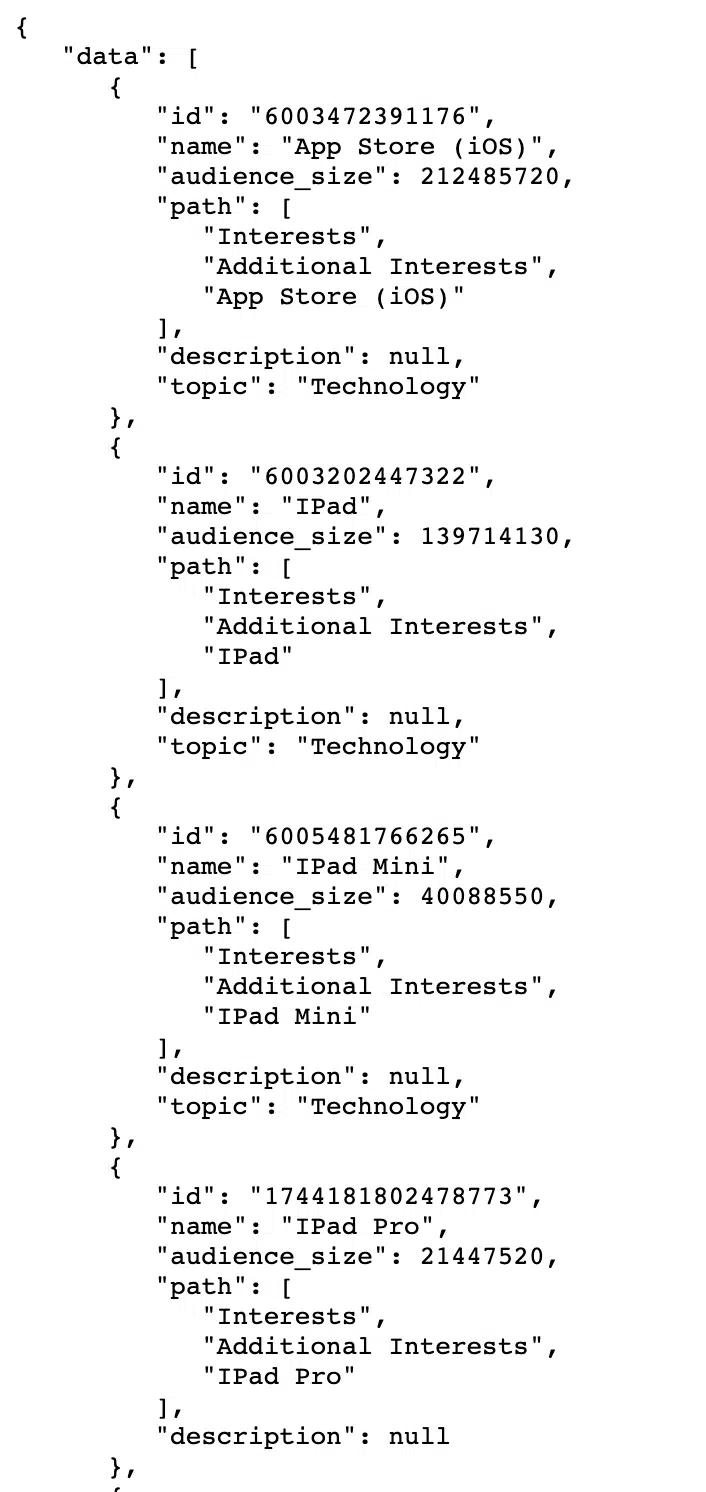 {
   "data": [
      {
         "id": "6003472391176",
         "name": "App Store (iOS)",
         "audience_size": 212485720,
         "path": [
            "Interests",
            "Additional Interests",
            "App Store (iOS)"
         ],
         "description": null,
         "topic": "Technology"
      },
      {
         "id": "6003202447322",
         "name": "IPad",
         "audience_size": 139714130,
         "path": [
            "Interests",
            "Additional Interests",
            "IPad"
         ],
         "description": null,
         "topic": "Technology"
      },
      {
         "id": "6005481766265",
         "name": "IPad Mini",
         "audience_size": 40088550,
         "path": [
            "Interests",
            "Additional Interests",
            "IPad Mini"
         ],
         "description": null,
         "topic": "Technology"
      },
      {
         "id": "1744181802478773",
         "name": "IPad Pro",
         "audience_size": 21447520,
         "path": [
            "Interests",
            "Additional Interests",
            "IPad Pro"
         ],
         "description": null
      },
      {